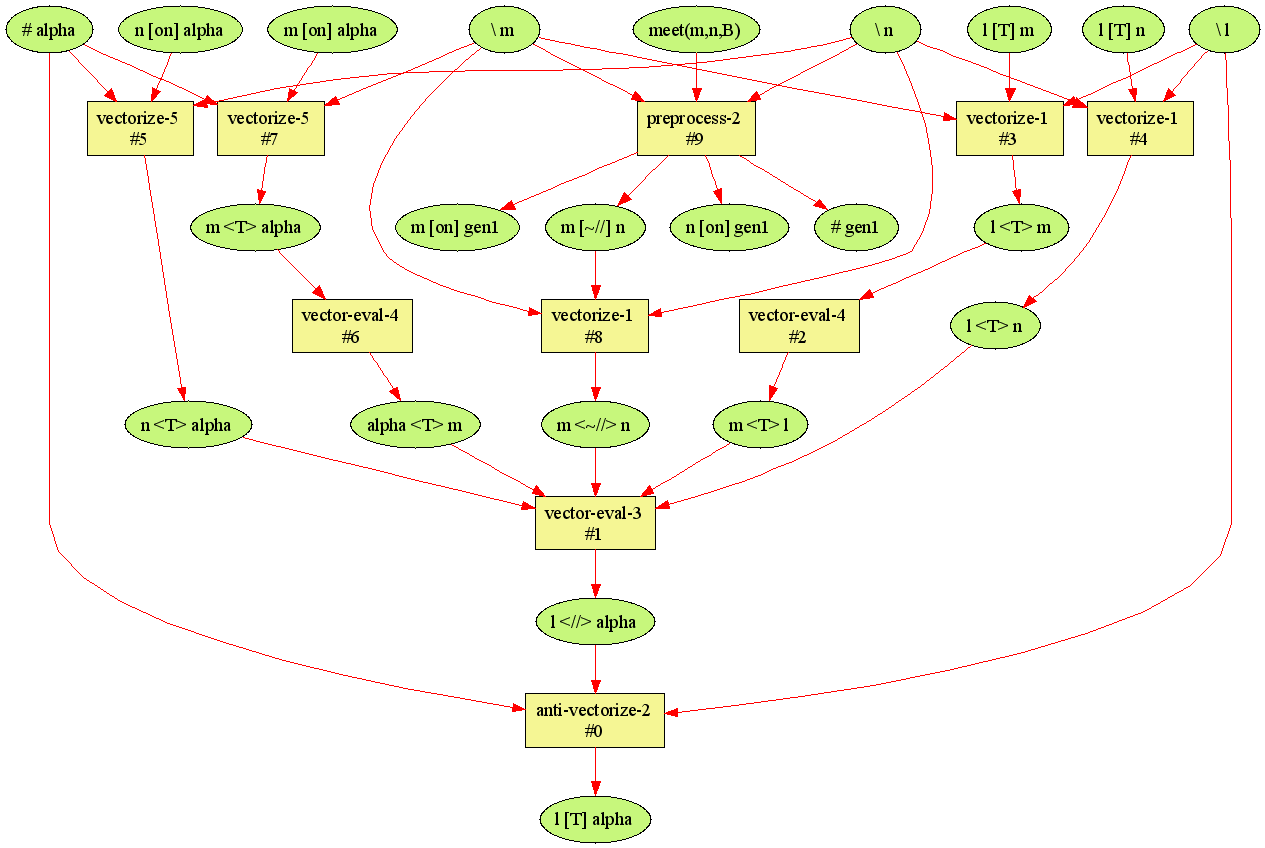 # alpha
n [on] alpha
m [on] alpha
\ m
meet(m,n,B)
\ n
l [T] m
l [T] n
\ l
vectorize-5
#5
vectorize-5
#7
preprocess-2
#9
vectorize-1
#3
vectorize-1
#4
m <T> alpha
m [on] gen1
m [~//] n
n [on] gen1
# gen1
l <T> m
vector-eval-4
#6
vectorize-1
#8
vector-eval-4
#2
l <T> n
n <T> alpha
alpha <T> m
m <~//> n
m <T> l
vector-eval-3
#1
l <//> alpha
anti-vectorize-2
#0
l [T] alpha